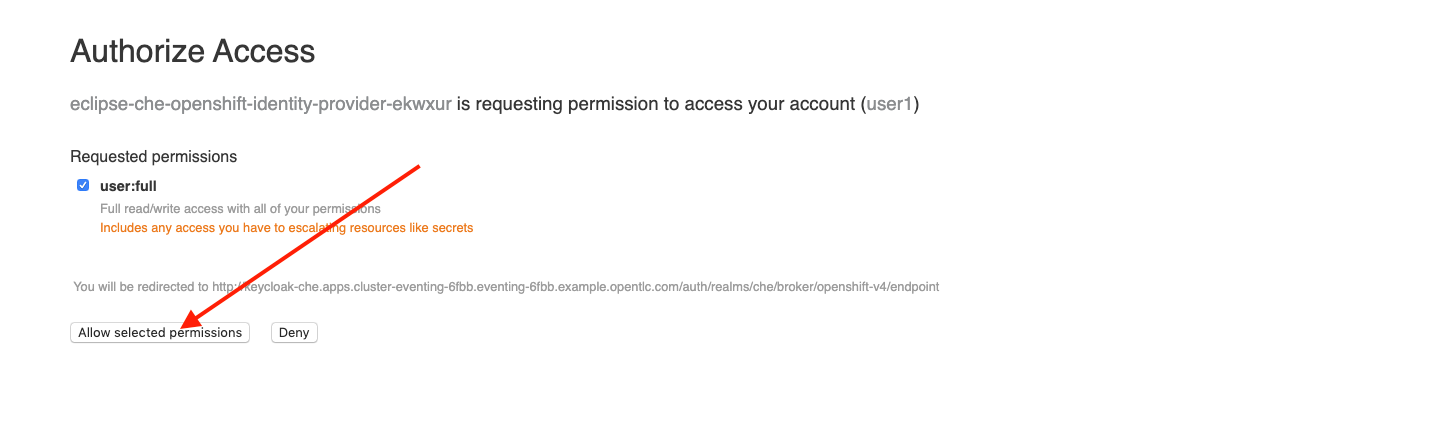 Authorize Access
eclipse-che-openshift-identity-provider-ekwxur is requesting permission to access your account (user1)
Requested permissions
user:full
Full read/write access with all of your permissions
Includes any access you have to escalating resources like secrets
You will be redirected to http://keycloak-che.apps.cluster-eventing-6fbb.eventing-6fbb.example.opentlc.com/auth/realms/che/broker/openshift-v4/endpoint
Allow selected permissions Deny